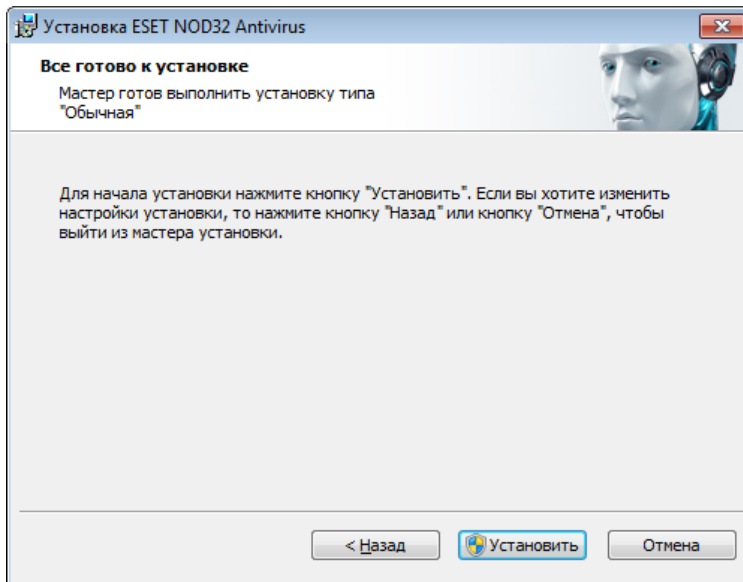 Установка ESET NOD32 Antivirus
Все готово к установке
Мастер готов выполнить установку типа
"Обычная"
Для начала установки нажмите кнопку "Установить". Если вы хотите изменить
настройки установки, то нажмите кнопку "Назад" или кнопку "Отмена", чтобы
выйти из мастера установки.
< Назад
Установить
Отмена